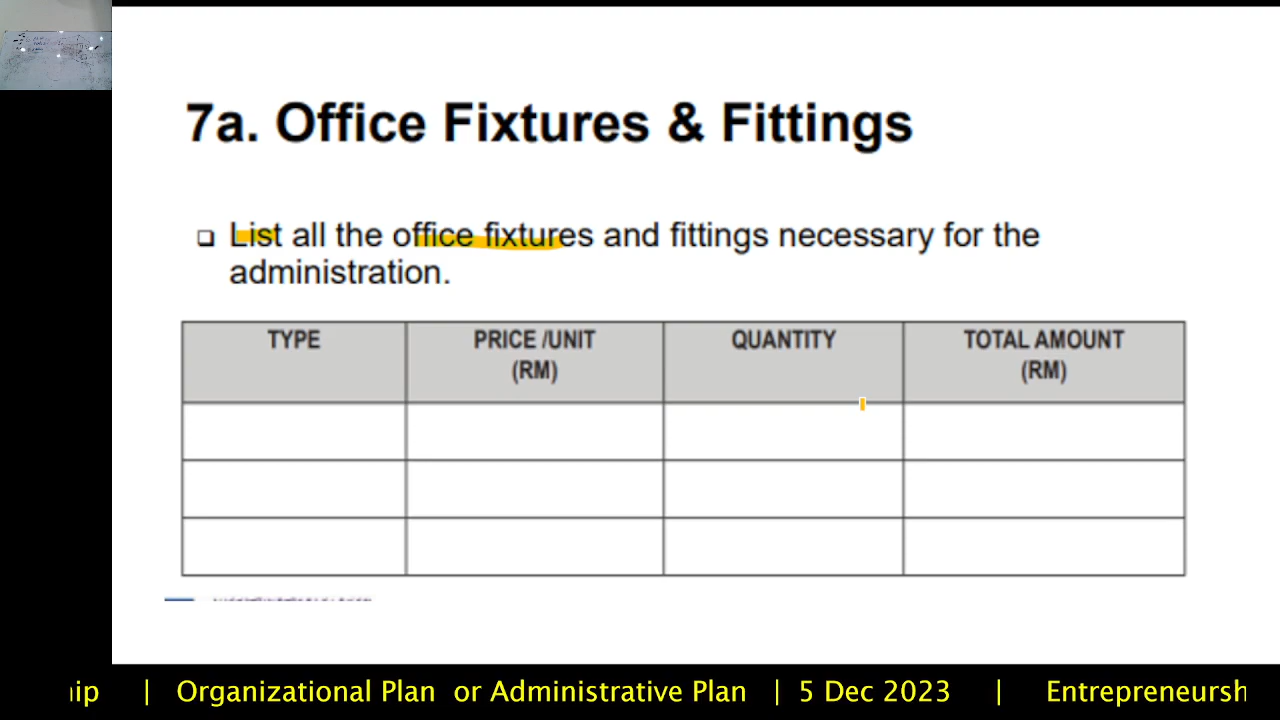 7a. Office Fixtures & Fittings
❑ List all the office fixtures and fittings necessary for the
administration.
TYPE
PRICE /UNIT
(RM)
QUANTITY
TOTAL AMOUNT
(RM)
ip | Organizational Plan or Administrative Plan | 5 Dec 2023 | Entrepreneursh